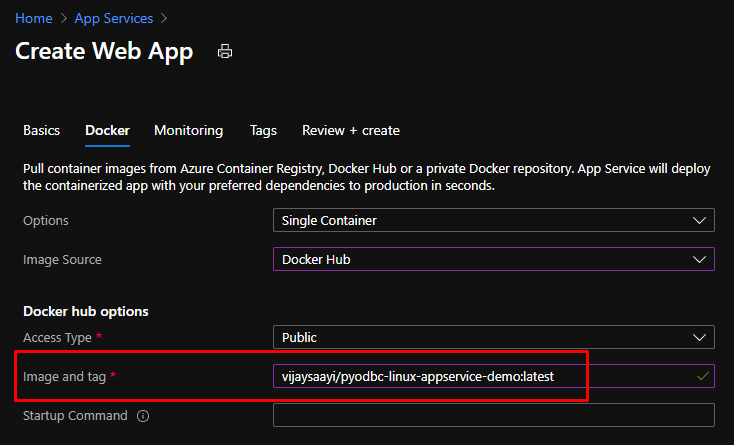 Home > App Services >
Create Web App
Basics Docker Monitoring Tags Review + create
Pull container images from Azure Container Registry, Docker Hub or a private Docker repository. App Service will deploy
the containerized app with your preferred dependencies to production in seconds.
Options Single Container
Image Source Docker Hub
Docker hub options
Access Type * Public
Image and tag * vijaysaayi/pyodbc-linux-appservice-demo:latest
Startup Command